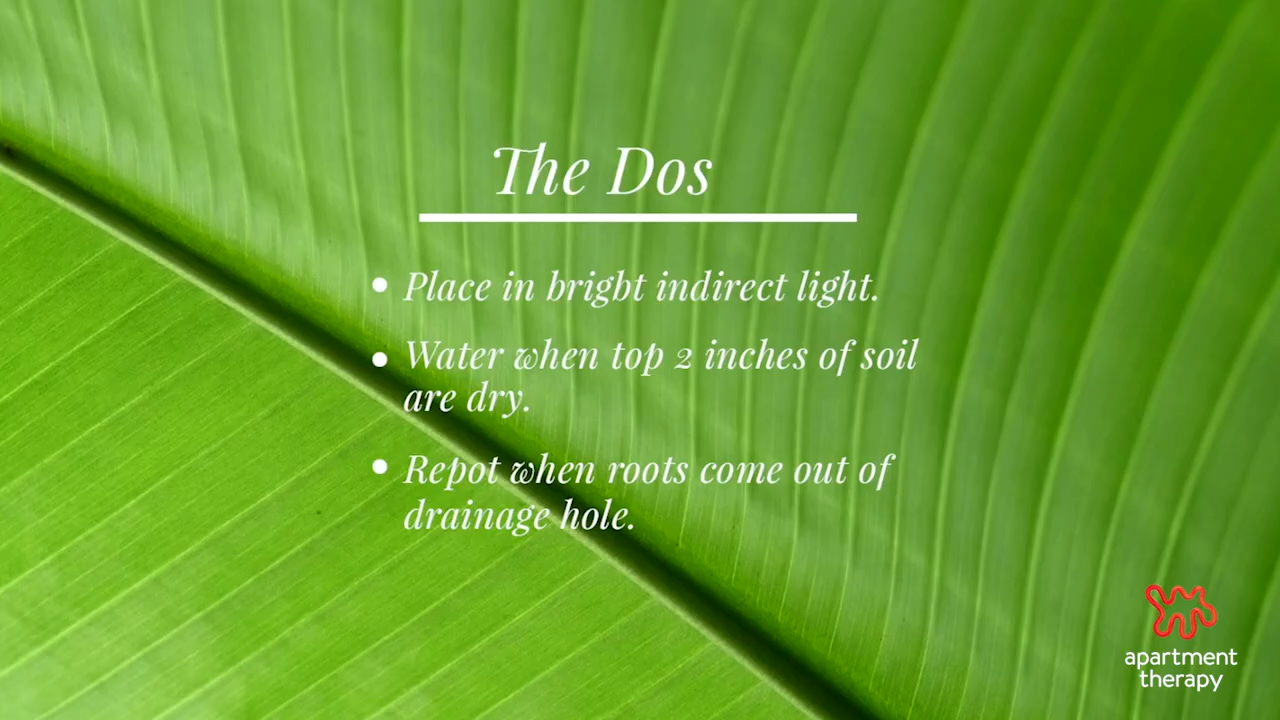 The Dos
Place in bright indirect light.
Water when top 2 inches of soil
are dry.
Repot when roots come out of
drainage hole.
apartment
therapy